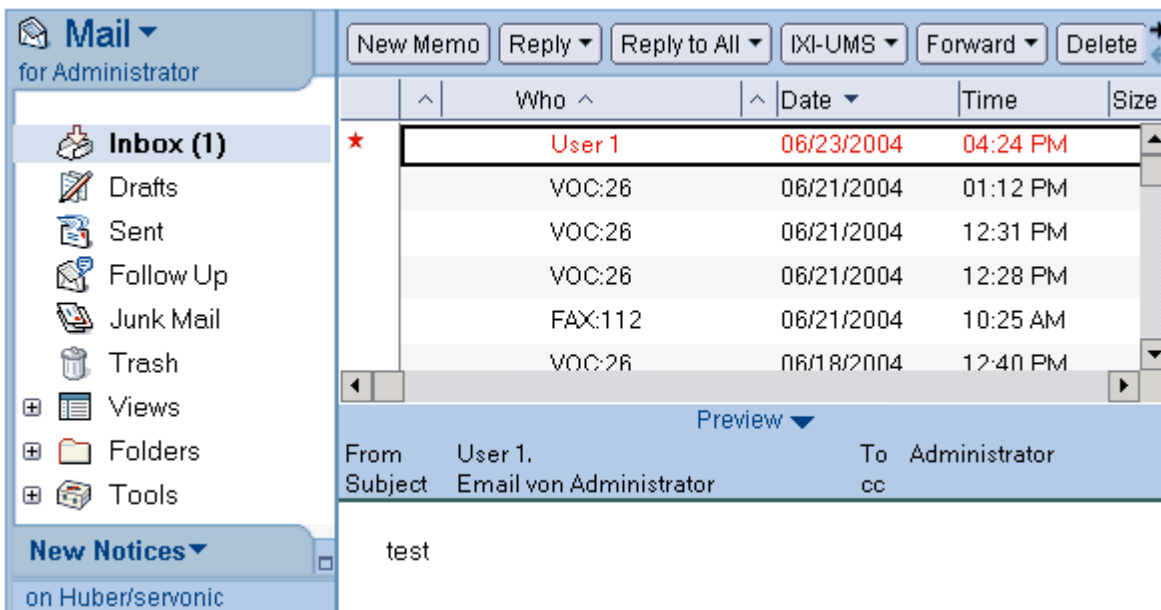 Mail
for Administrator
Inbox (1)
Drafts
Sent
Follow Up
Junk Mail
Trash
Views
Folders
Tools
New Notices
on Huber/servonic
New Memo Reply Reply to All IXI-UMS Forward Delete
Who Date Time Size
User 1 06/23/2004 04:24 PM
VOC:26 06/21/2004 01:12 PM
VOC:26 06/21/2004 12:31 PM
VOC:26 06/21/2004 12:28 PM
FAX:112 06/21/2004 10:25 AM
VOC:26 06/18/2004 12:40 PM
Preview
From User 1. To Administrator
Subject Email von Administrator cc
test